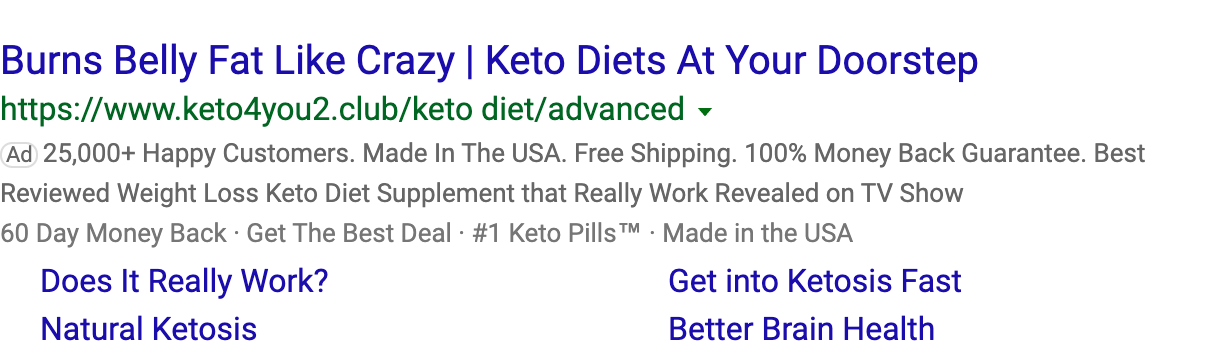 Burns Belly Fat Like Crazy | Keto Diets At Your Doorstep
https://www.keto4you2.club/keto diet/advanced
Ad 25,000+ Happy Customers. Made In The USA. Free Shipping. 100% Money Back Guarantee. Best
Reviewed Weight Loss Keto Diet Supplement that Really Work Revealed on TV Show
60 Day Money Back · Get The Best Deal · #1 Keto Pills™ · Made in the USA
Does It Really Work? Get into Ketosis Fast
Natural Ketosis Better Brain Health